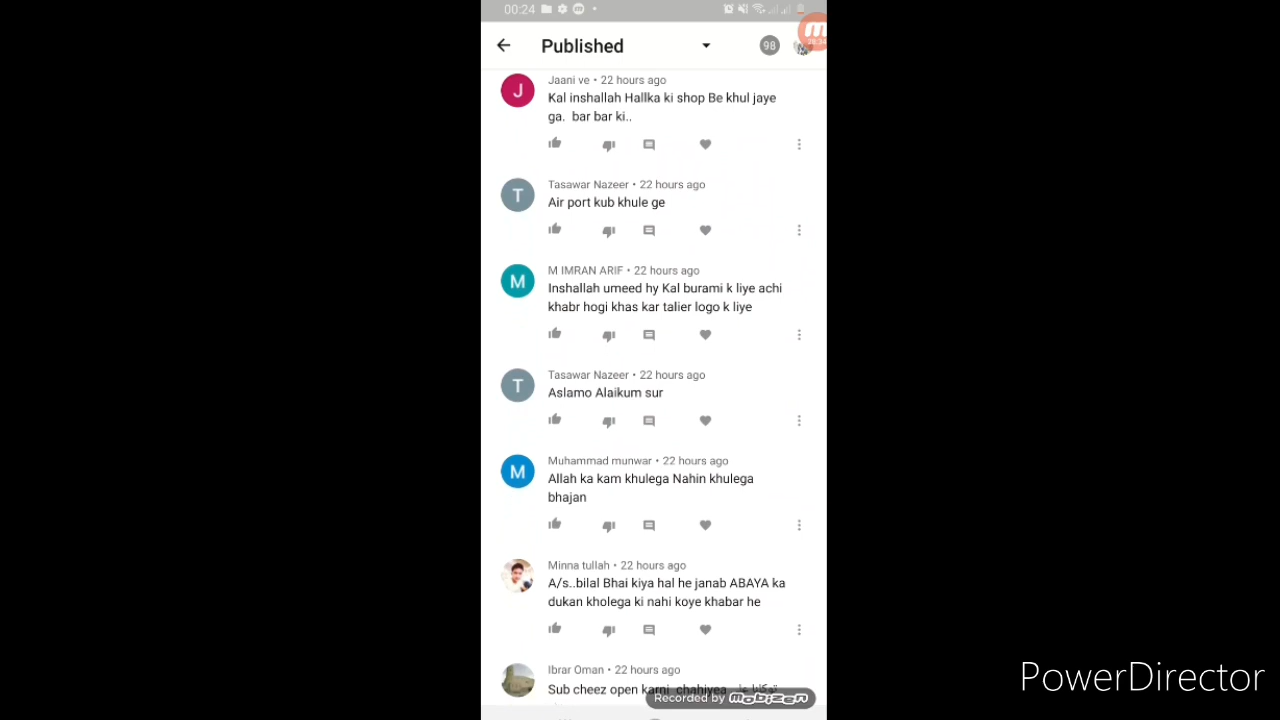 00:24
Published
98
Jaani ve • 22 hours ago
J
Kal inshallah Hallka ki shop Be khul jaye
ga. bar bar ki..
Tasawar Nazeer • 22 hours ago
T
Air port kub khule ge
M IMRAN ARIF • 22 hours ago
M
Inshallah umeed hy Kal burami k liye achi
khabr hogi khas kar talier logo k liye
Tasawar Nazeer • 22 hours ago
T
Aslamo Alaikum sur
Muhammad munwar • 22 hours ago
M
Allah ka kam khulega Nahin khulega
bhajan
Minna tullah • 22 hours ago
A/s..bilal Bhai kiya hal he janab ABAYA ka
dukan kholega ki nahi koye khabar he
Ibrar Oman • 22 hours ago
Sub cheez open karni chahiyea
Recorded by mobizen
PowerDirector